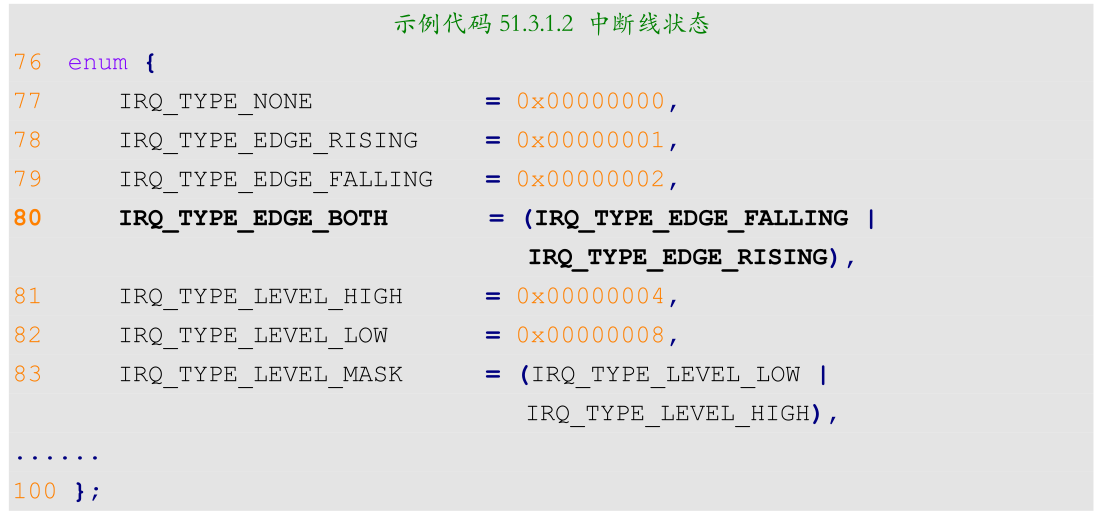 示例代码 51.3.1.2 中断线状态
76 enum {
77 IRQ_TYPE_NONE = 0x00000000,
78 IRQ_TYPE_EDGE_RISING = 0x00000001,
79 IRQ_TYPE_EDGE_FALLING = 0x00000002,
80 IRQ_TYPE_EDGE_BOTH = (IRQ_TYPE_EDGE_FALLING |
IRQ_TYPE_EDGE_RISING),
81 IRQ_TYPE_LEVEL_HIGH = 0x00000004,
82 IRQ_TYPE_LEVEL_LOW = 0x00000008,
83 IRQ_TYPE_LEVEL_MASK = (IRQ_TYPE_LEVEL_LOW |
IRQ_TYPE_LEVEL_HIGH),
......
100 };